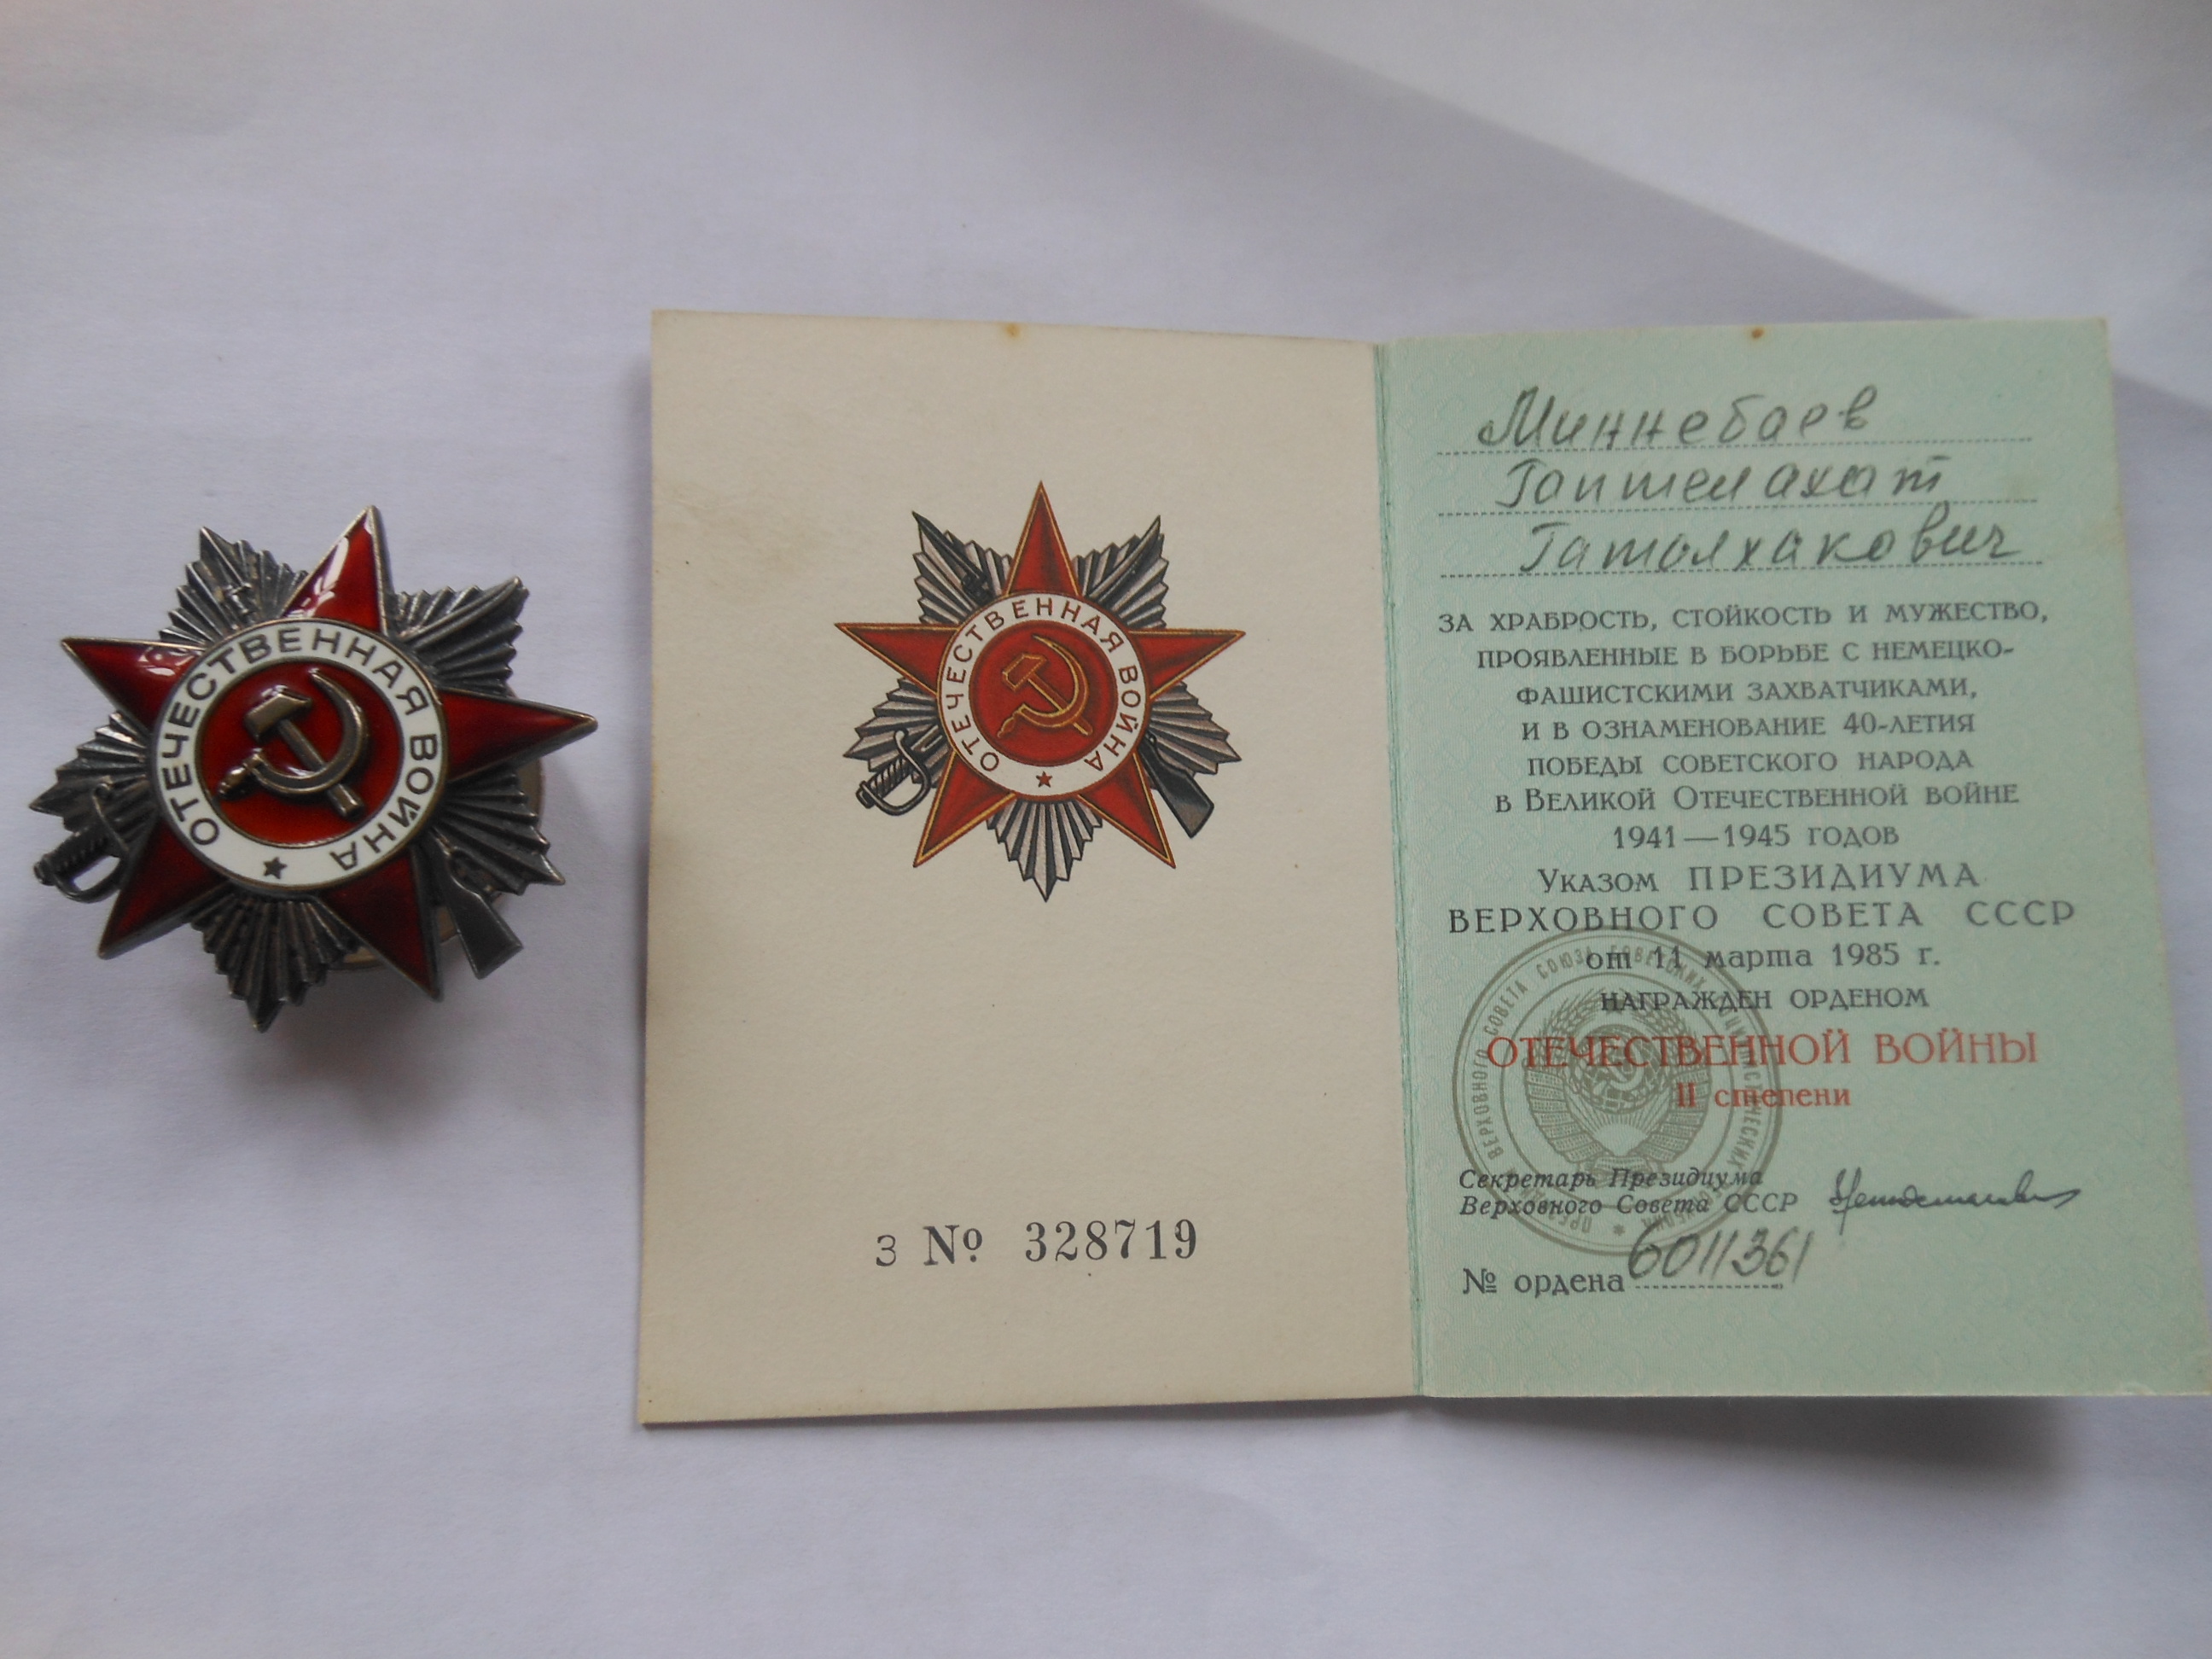 ОТЕЧЕСТВЕННАЯ ВОЙНА
ОТЕЧЕСТВЕННАЯ ВОЙНА
З № 328719
Миннебаев
Гатолхакович
ЗА ХРАБРОСТЬ, СТОЙКОСТЬ И МУЖЕСТВО,
ПРОЯВЛЕННЫЕ В БОРЬБЕ С НЕМЕЦКО-
ФАШИСТСКИМИ ЗАХВАТЧИКАМИ,
И В ОЗНАМЕНОВАНИЕ 40-ЛЕТИЯ
ПОБЕДЫ СОВЕТСКОГО НАРОДА
В ВЕЛИКОЙ ОТЕЧЕСТВЕННОЙ ВОЙНЕ
1941—1945 ГОДОВ
УКАЗОМ ПРЕЗИДИУМА
ВЕРХОВНОГО СОВЕТА СССР
от 11 марта 1985 г.
НАГРАЖДЕН ОРДЕНОМ
ОТЕЧЕСТВЕННОЙ ВОЙНЫ
II степени
Секретарь Президиума
Верховного Совета СССР
№ ордена 6011361